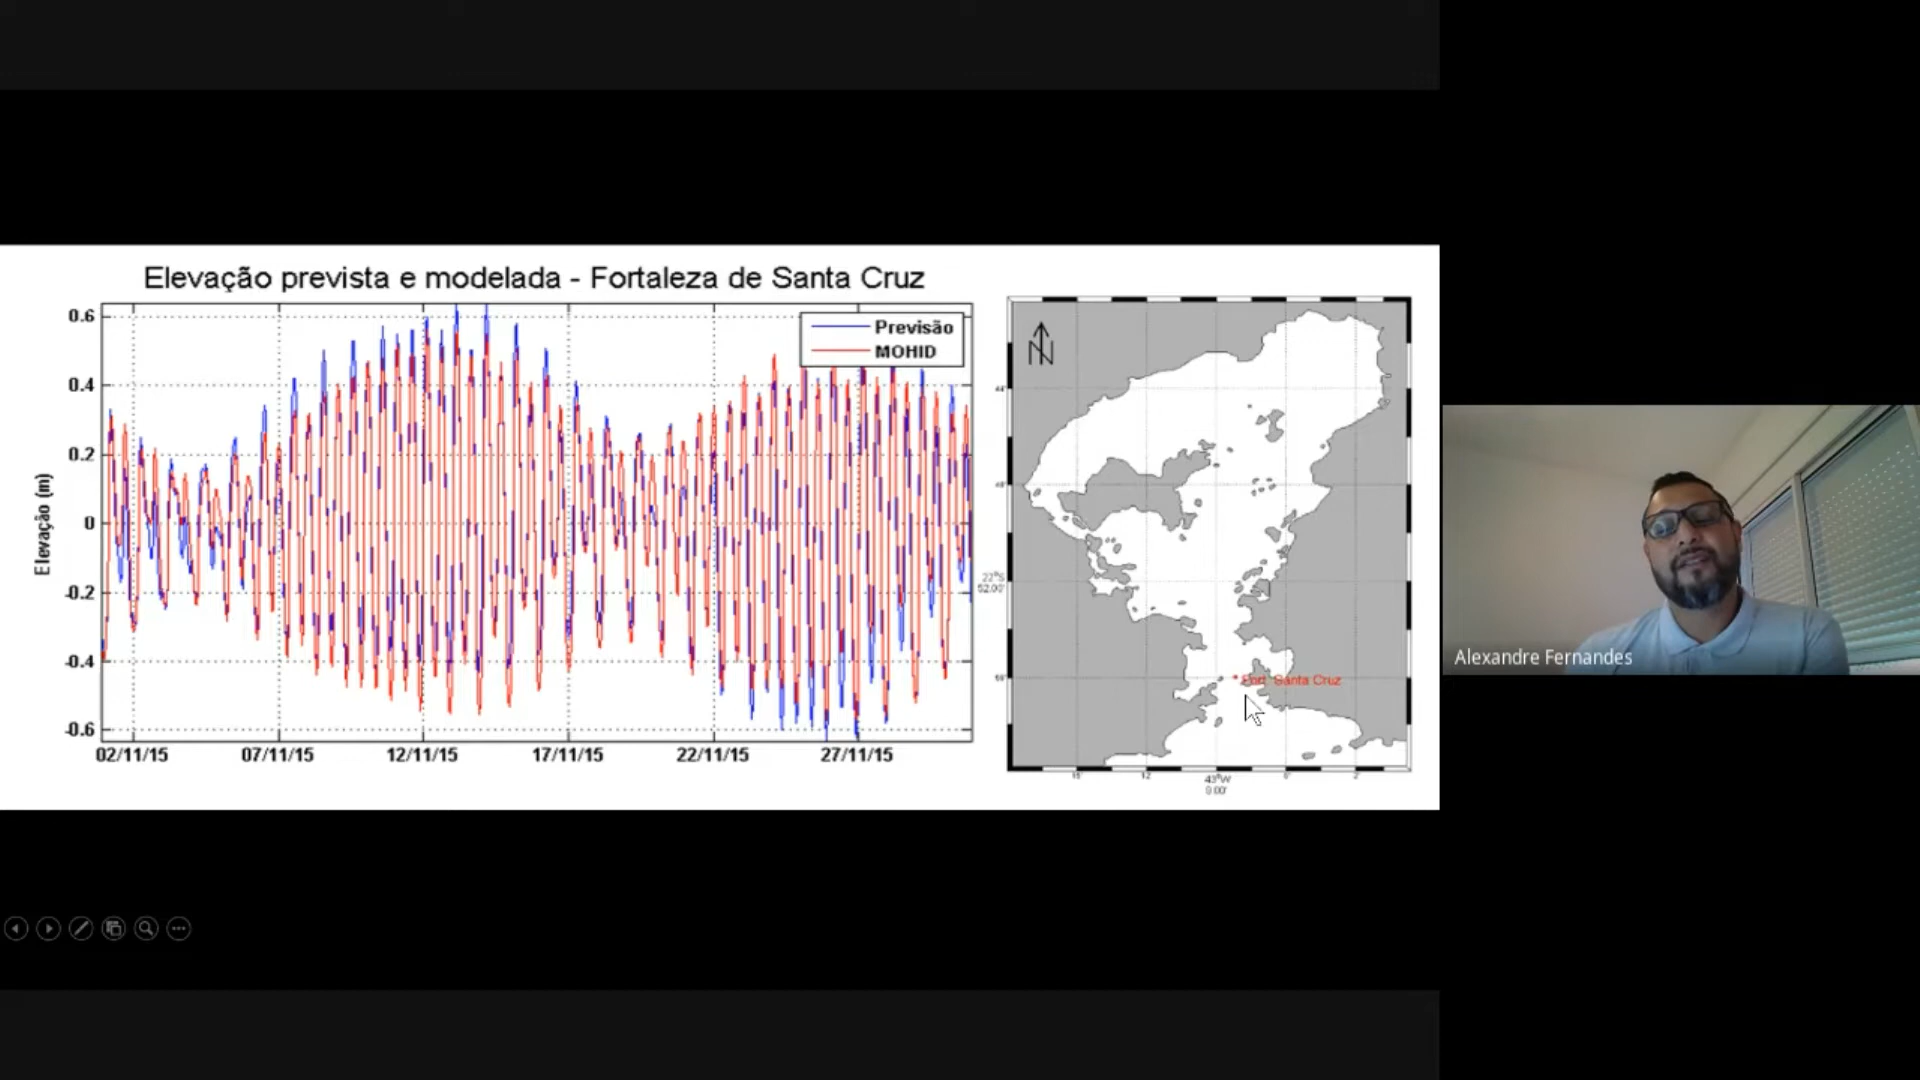 Elevação prevista e modelada - Fortaleza de Santa Cruz
Previsão
MOHID
Elevação (m)
0.6
0.4
0.2
0
-0.2
-0.4
-0.6
02/11/15
07/11/15
12/11/15
17/11/15
22/11/15
27/11/15
N
Fort. Santa Cruz
43°W
0.00'
Alexandre Fernandes